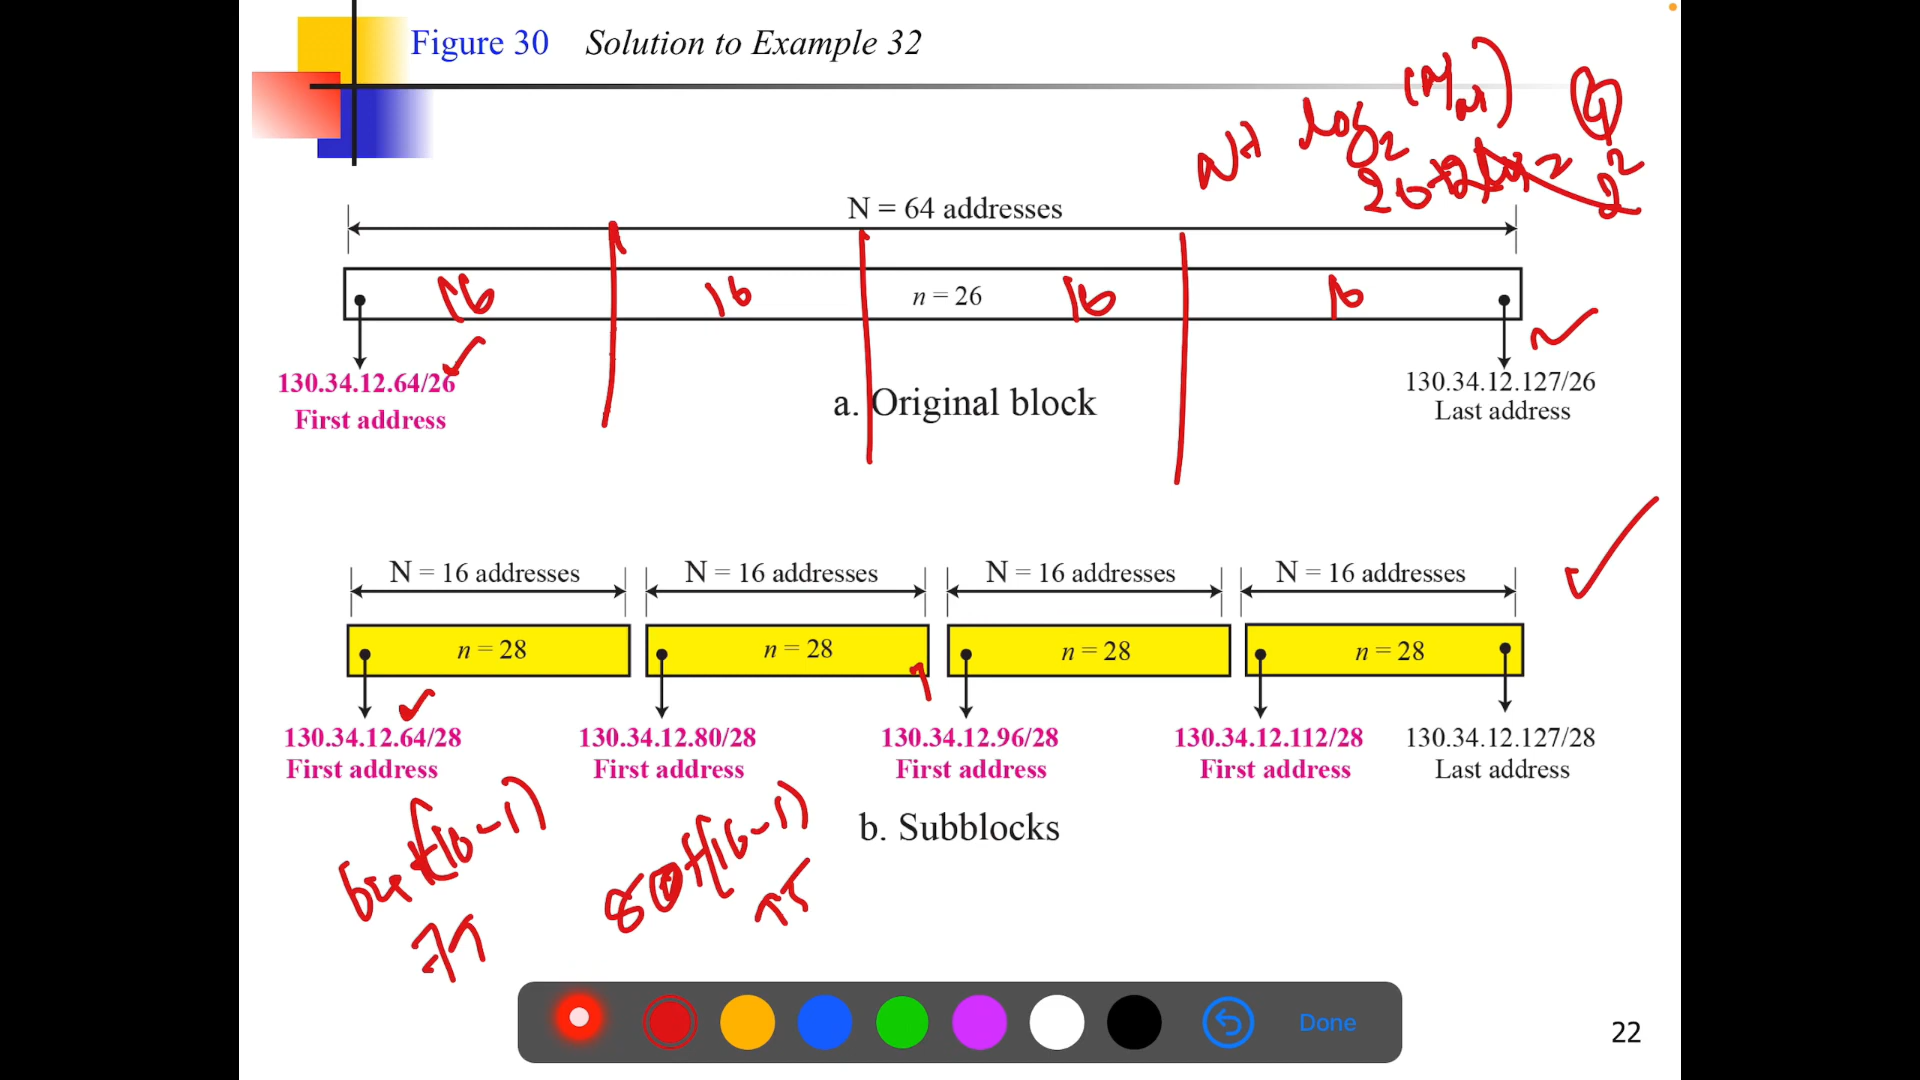 Figure 30 Solution to Example 32
log2
N = 64 addresses
16 16 n = 26 16 16
130.34.12.64/26
First address
130.34.12.127/26
Last address
a. Original block
N = 16 addresses N = 16 addresses N = 16 addresses N = 16 addresses
n = 28 n = 28 n = 28 n = 28
130.34.12.64/28 130.34.12.80/28 130.34.12.96/28 130.34.12.112/28 130.34.12.127/28
First address First address First address First address Last address
64+(16-1) 80+(16-1)
79 95
b. Subblocks
Done
22